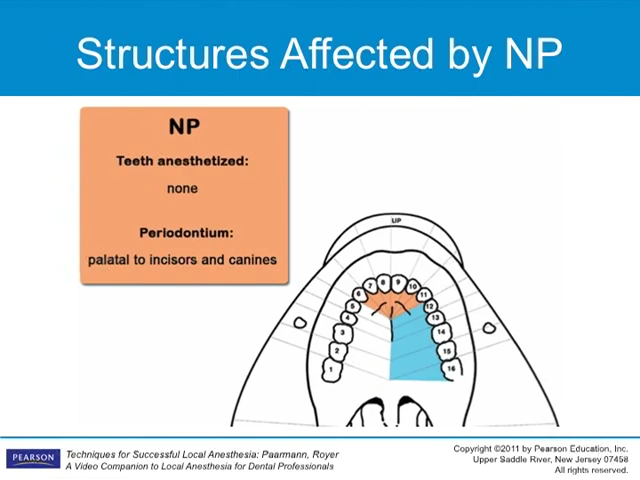 Structures Affected by NP
NP
Teeth anesthetized:
none
Periodontium:
palatal to incisors and canines
LIP
1
2
3
4
5
6
7
8
9
10
11
12
13
14
15
16
PEARSON
Techniques for Successful Local Anesthesia: Paarmann, Royer
A Video Companion to Local Anesthesia for Dental Professionals
Copyright ©2011 by Pearson Education, Inc.
Upper Saddle River, New Jersey 07458
All rights reserved.